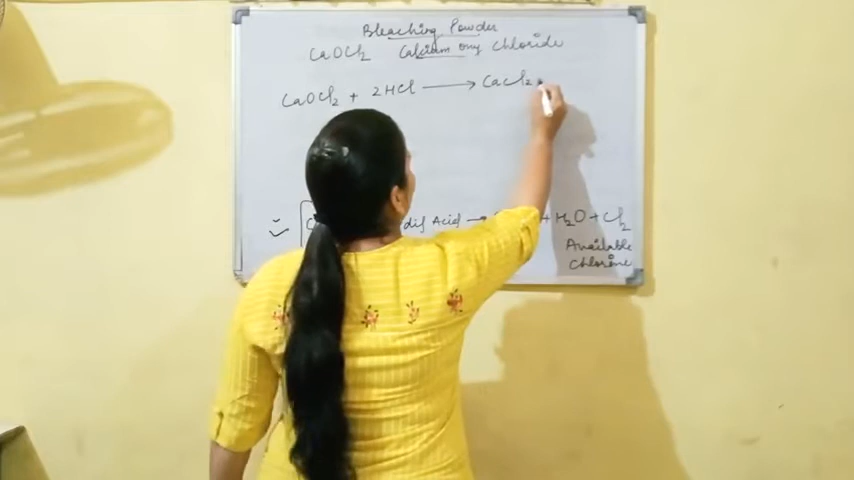 Bleaching Powder
CaOCl₂ Calcium oxy Chloride
CaOCl₂ + 2HCl ⟶ CaCl₂
dil Acid → + H₂O + Cl₂
Available
Chlorine